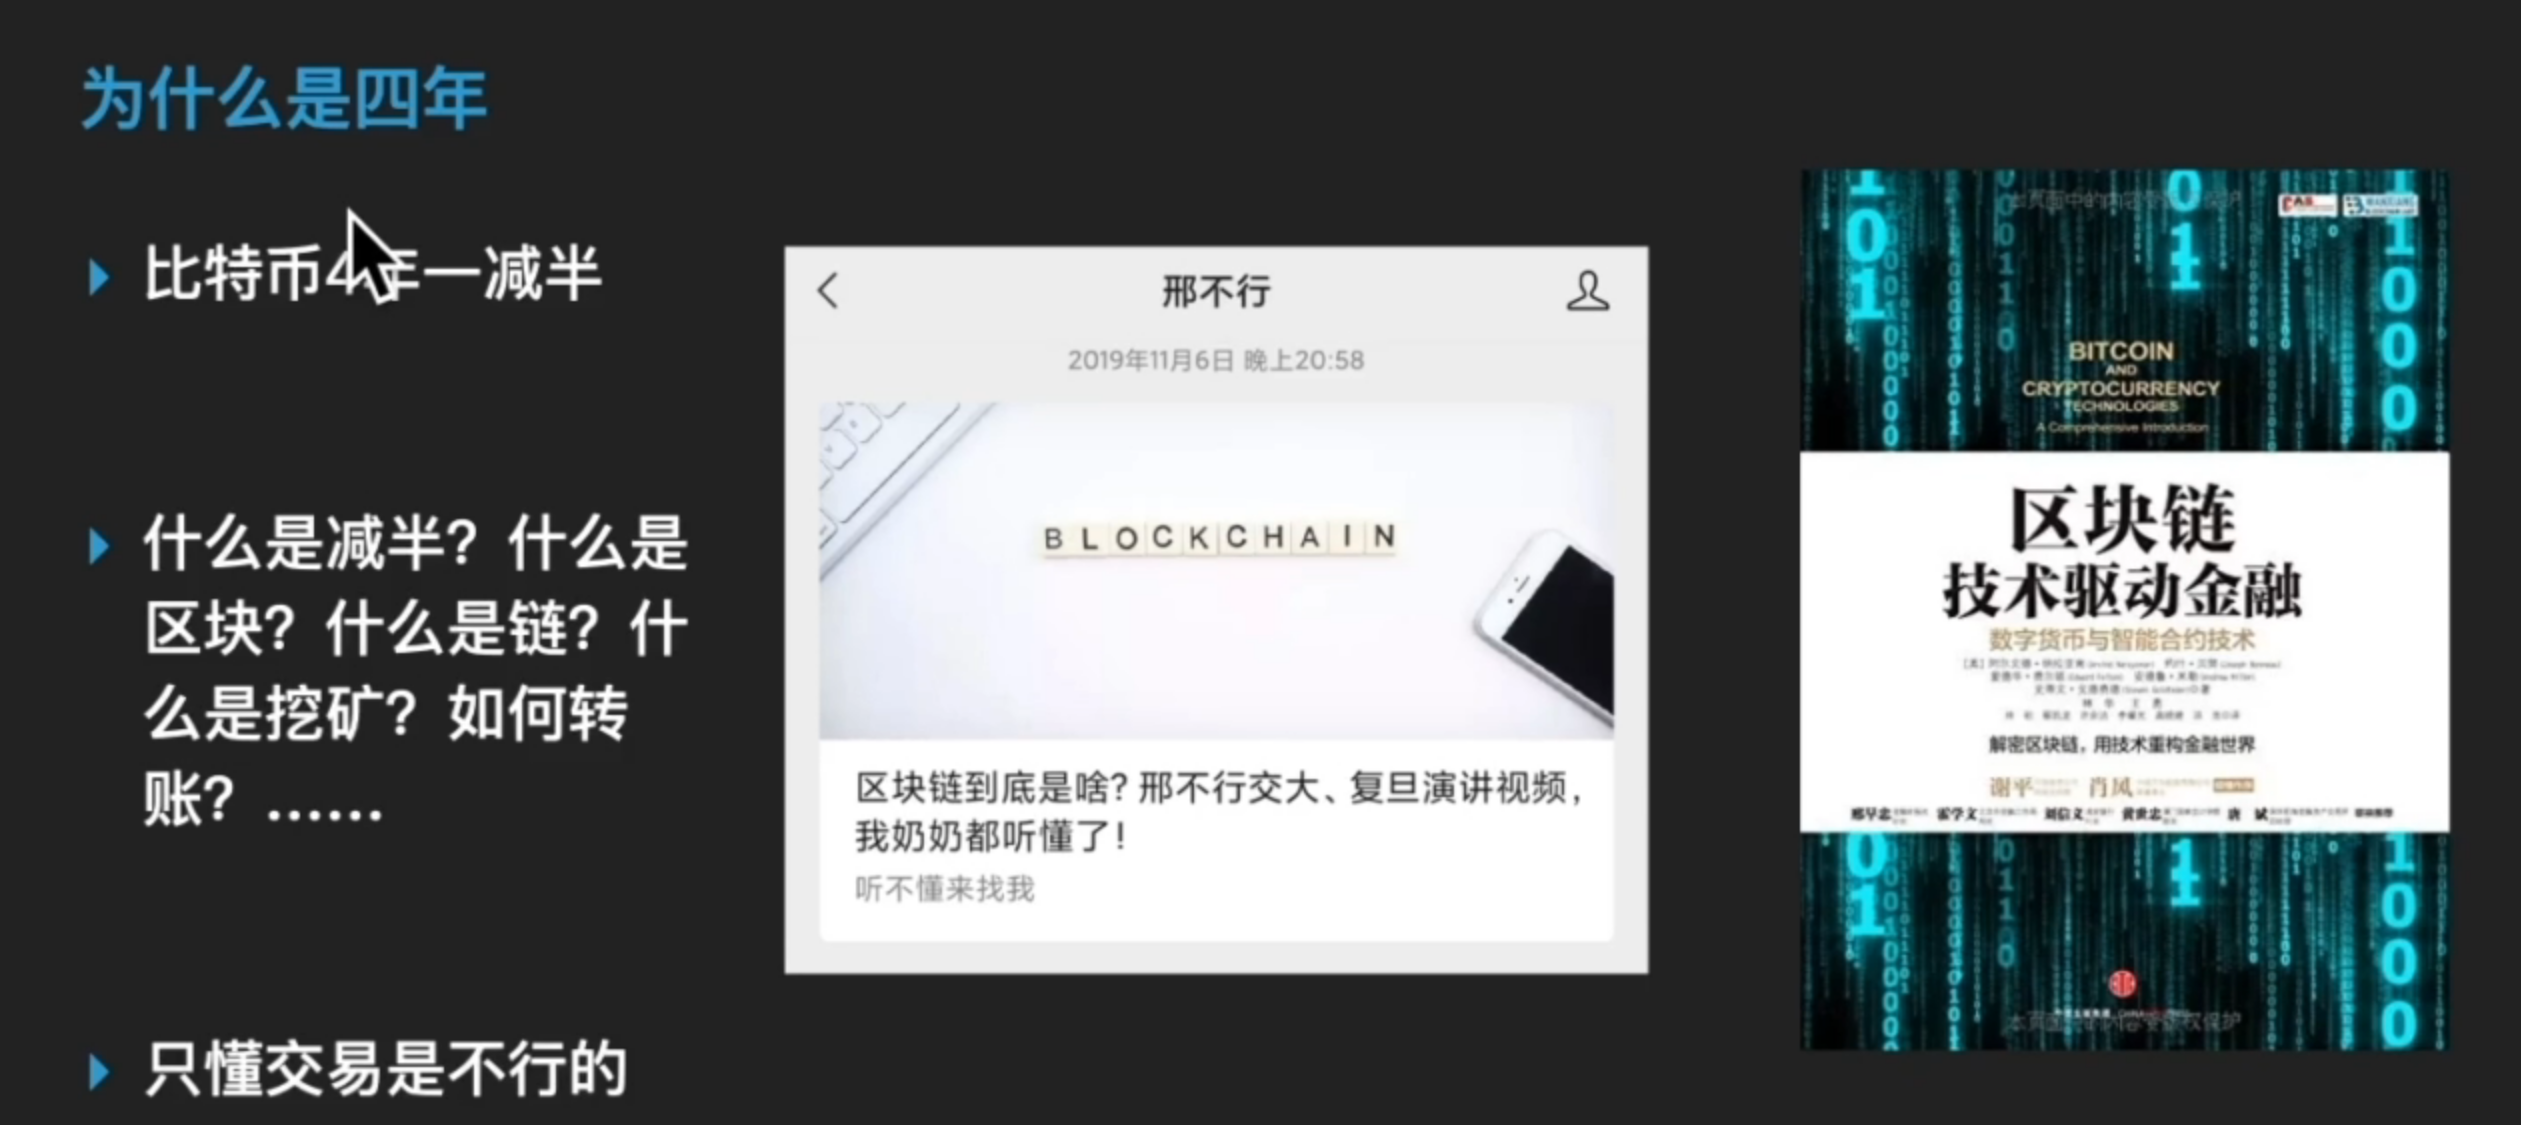 为什么是四年
比特币4年一减半
什么是减半？什么是
区块？什么是链？什
么是挖矿？如何转
账？……
只懂交易是不行的
邢不行
2019年11月6日 晚上20:58
BLOCKCHAIN
区块链到底是啥？邢不行交大、复旦演讲视频，
我奶奶都听懂了！
听不懂来找我
BITCOIN
AND
CRYPTOCURRENCY
TECHNOLOGIES
A Comprehensive Introduction
区块链
技术驱动金融
数字货币与智能合约技术
解密区块链，用技术重构金融世界
谢平 肖风